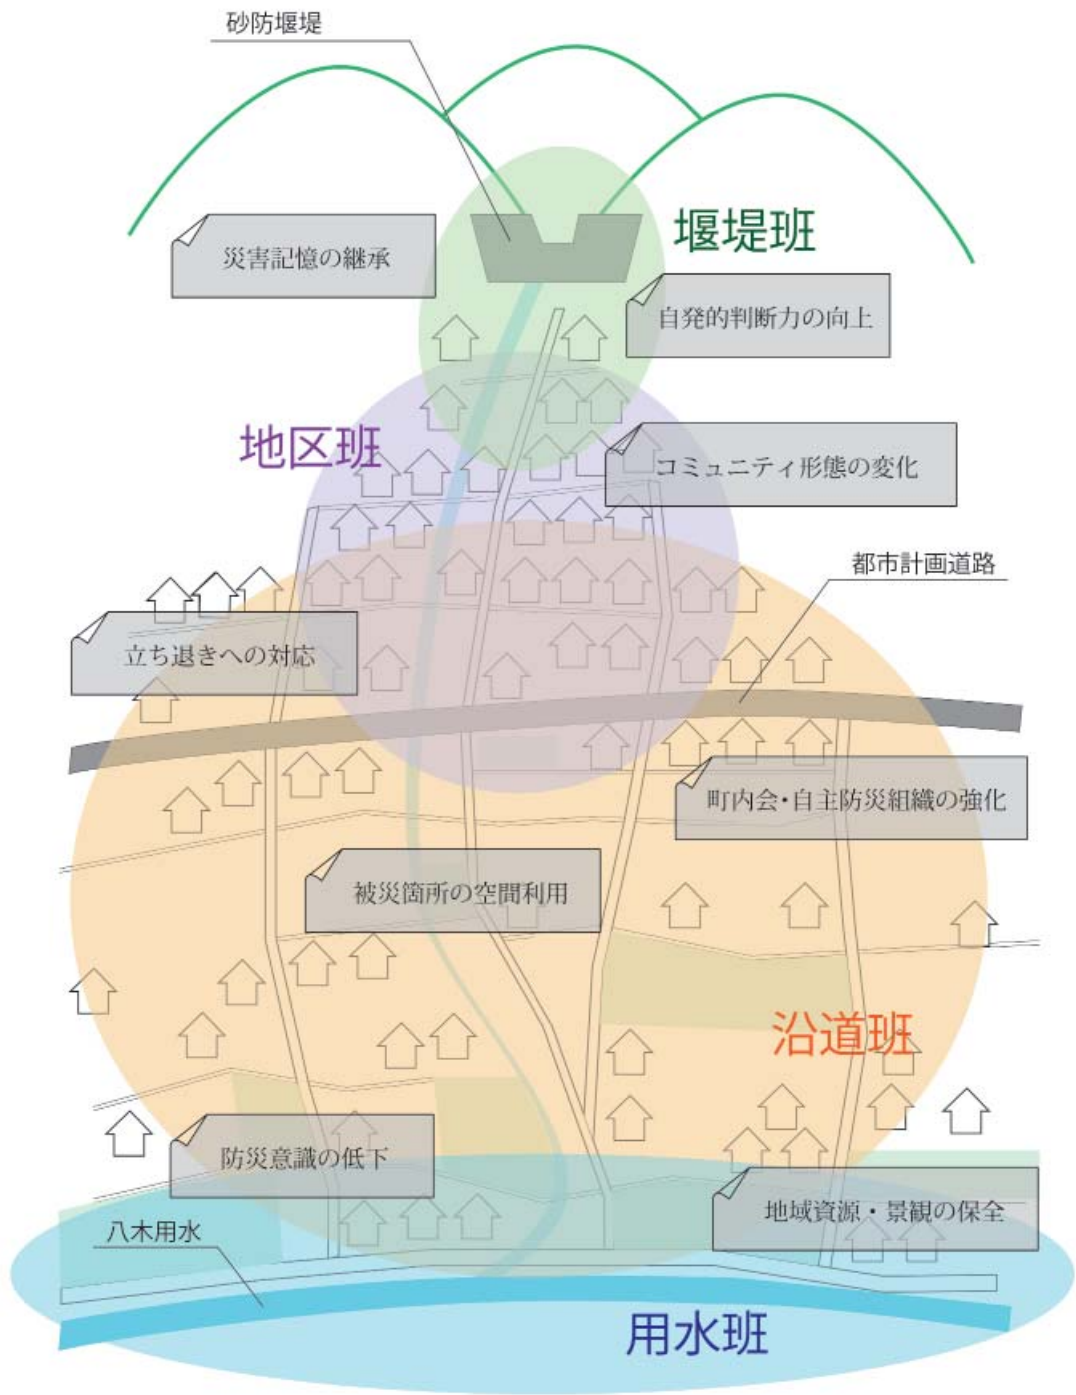 砂防堰堤
堰堤班
災害記憶の継承
自発的判断力の向上
地区班
コミュニティ形態の変化
都市計画道路
立ち退きへの対応
町内会・自主防災組織の強化
被災箇所の空間利用
沿道班
防災意識の低下
地域資源・景観の保全
八木用水
用水班